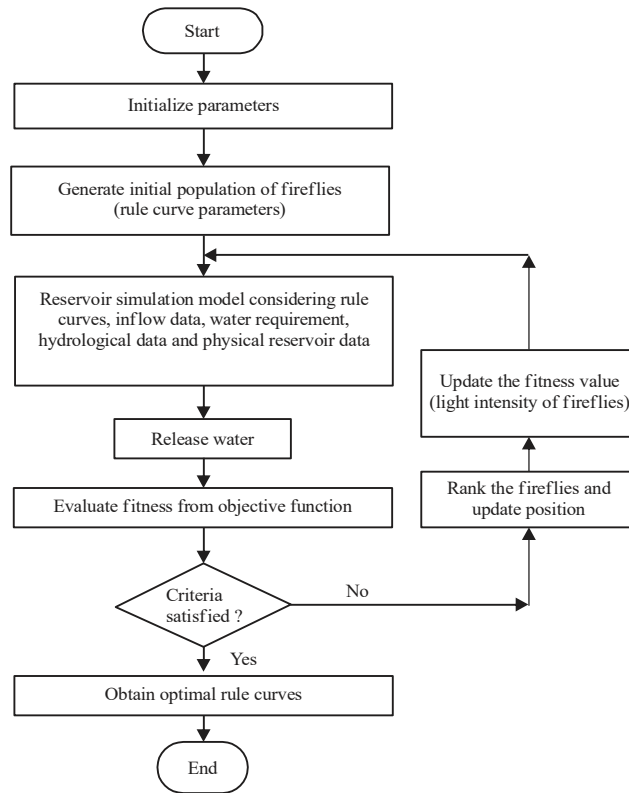 Start
Initialize parameters
Generate initial population of fireflies
(rule curve parameters)
Reservoir simulation model considering rule
curves, inflow data, water requirement,
hydrological data and physical reservoir data
Release water
Evaluate fitness from objective function
Criteria
satisfied ?
No
Rank the fireflies and
update position
Update the fitness value
(light intensity of fireflies)
Yes
Obtain optimal rule curves
End